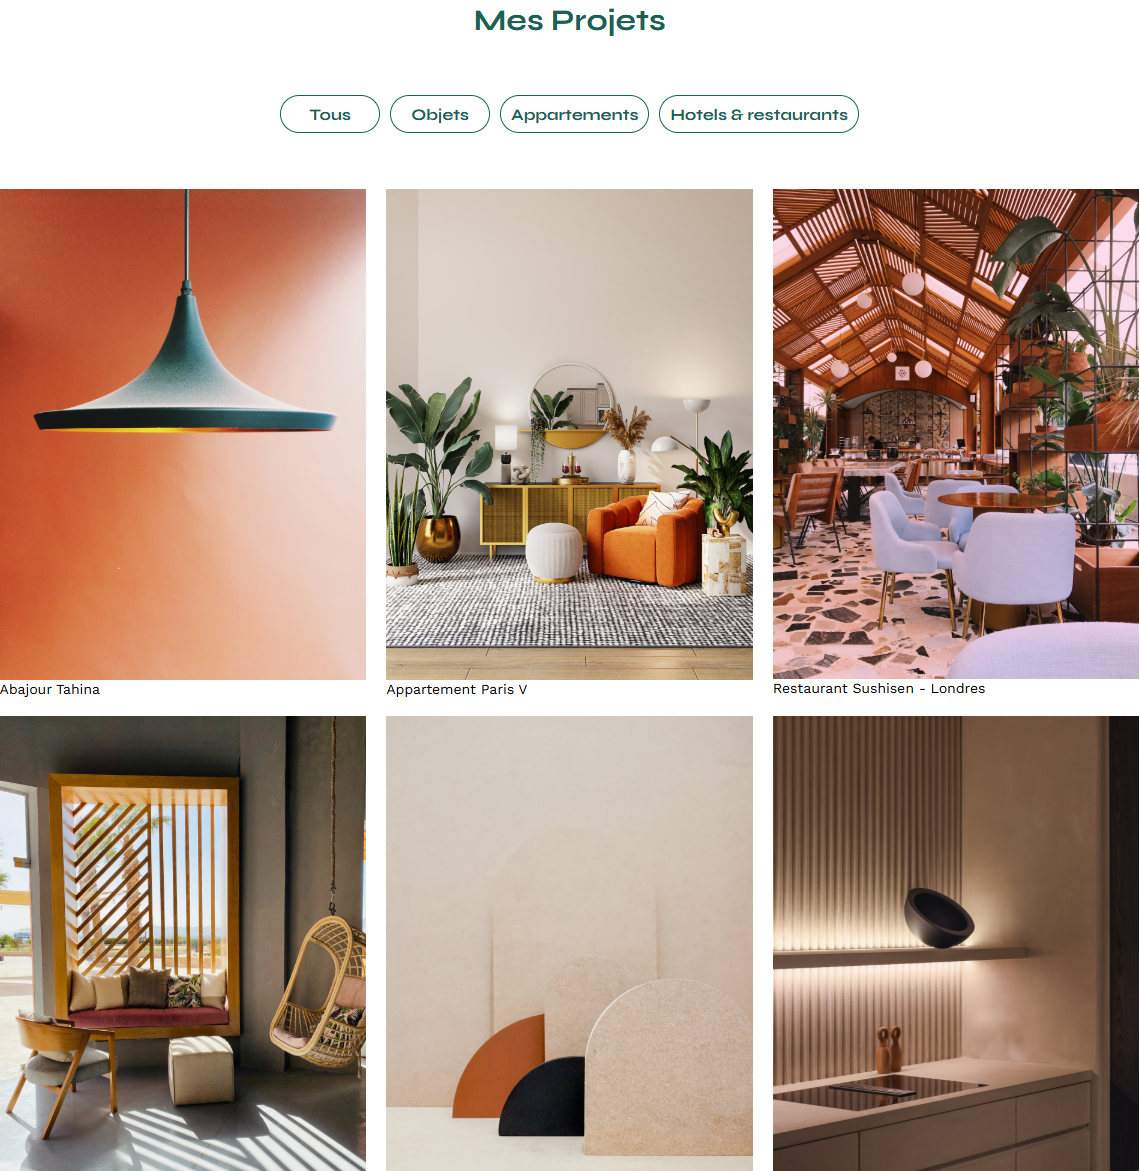 Mes Projets
Tous
Objets
Appartements
Hotels & restaurants
Abajour Tahina
Appartement Paris V
Restaurant Sushisen - Londres